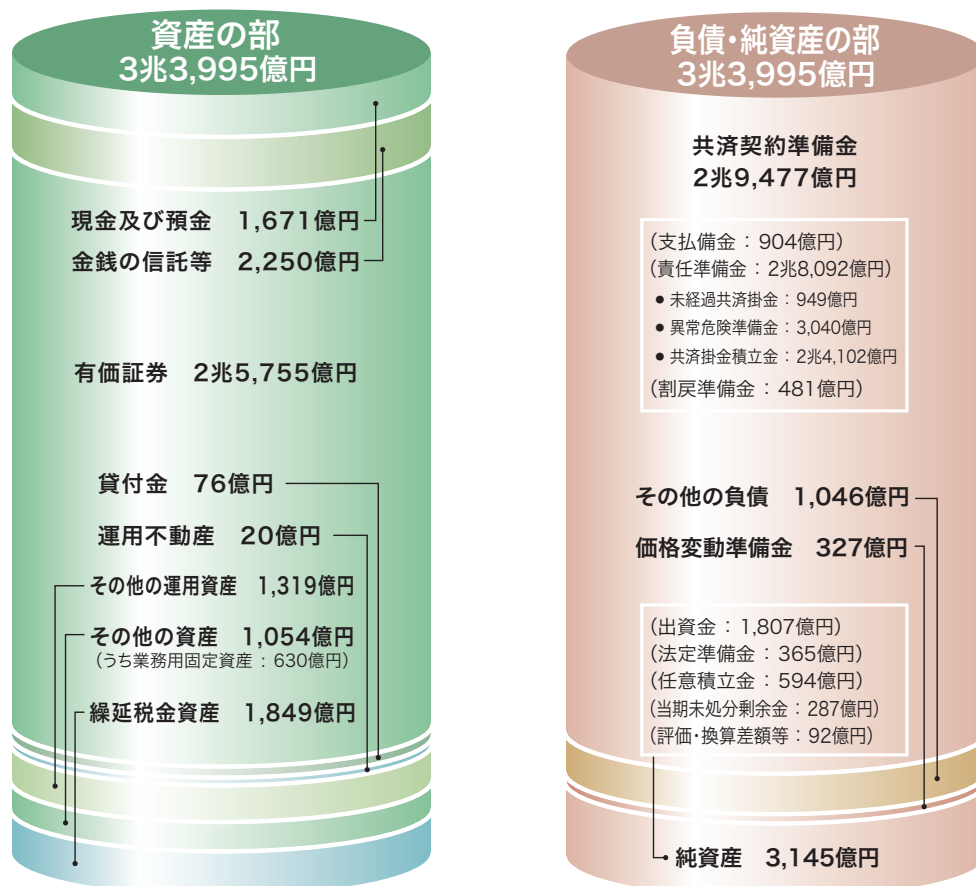 資産の部
3兆3,995億円
現金及び預金　1,671億円
金銭の信託等　2,250億円
有価証券　2兆5,755億円
貸付金　76億円
運用不動産　20億円
その他の運用資産　1,319億円
その他の資産　1,054億円
（うち業務用固定資産：630億円）
繰延税金資産　1,849億円
負債・純資産の部
3兆3,995億円
共済契約準備金
2兆9,477億円
（支払備金：904億円）
（責任準備金：2兆8,092億円）
● 未経過共済掛金：949億円
● 異常危険準備金：3,040億円
● 共済掛金積立金：2兆4,102億円
（割戻準備金：481億円）
その他の負債　1,046億円
価格変動準備金　327億円
（出資金：1,807億円）
（法定準備金：365億円）
（任意積立金：594億円）
（当期未処分剰余金：287億円）
（評価・換算差額等：92億円）
純資産　3,145億円